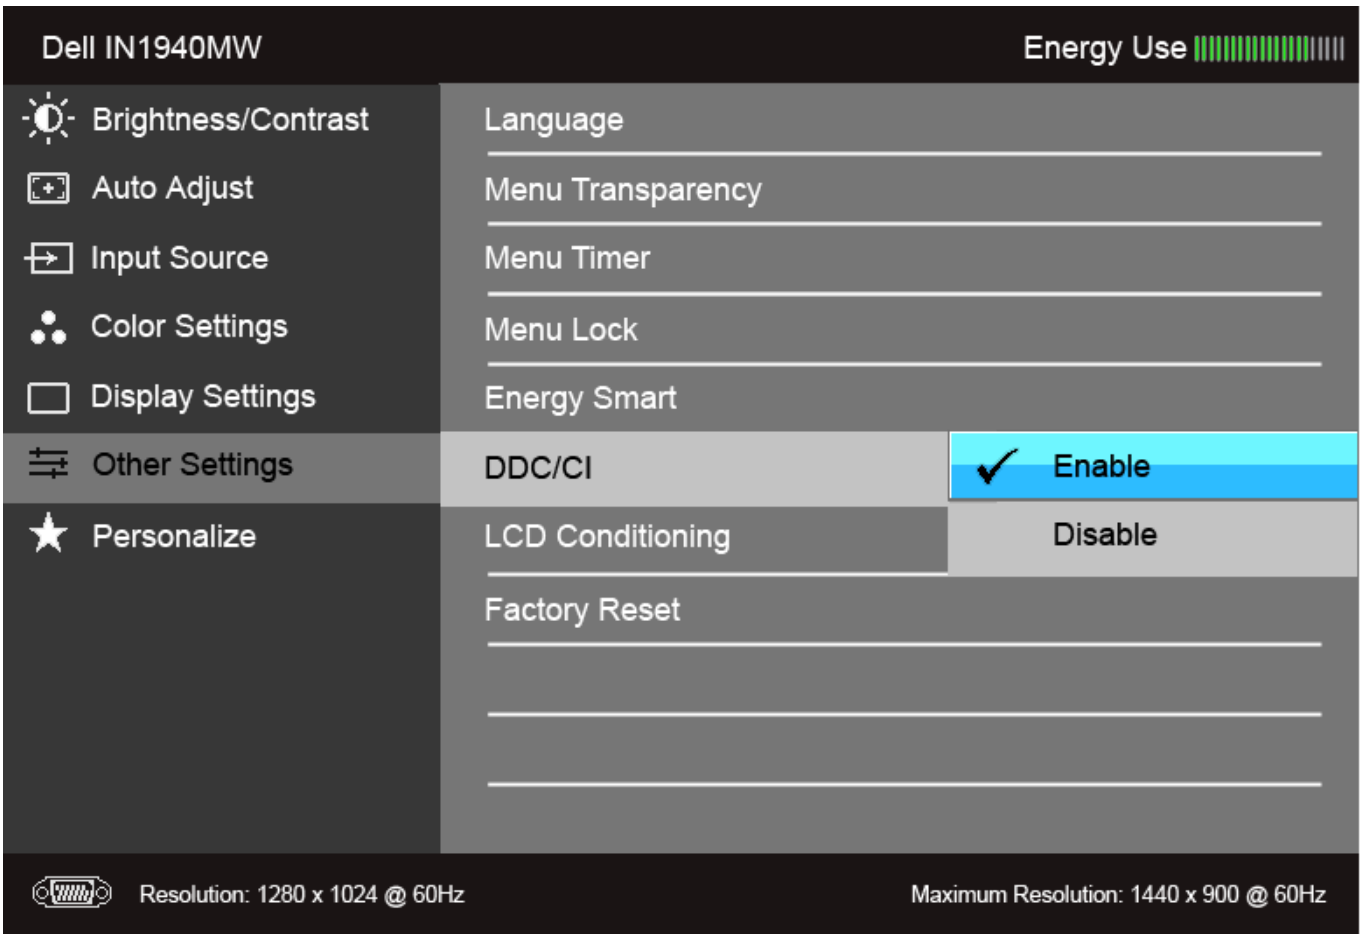 Dell IN1940MW
Energy Use
Brightness/Contrast
Auto Adjust
Input Source
Color Settings
Display Settings
Other Settings
Personalize
Language
Menu Transparency
Menu Timer
Menu Lock
Energy Smart
DDC/CI
Enable
Disable
LCD Conditioning
Factory Reset
Resolution: 1280 x 1024 @ 60Hz
Maximum Resolution: 1440 x 900 @ 60Hz